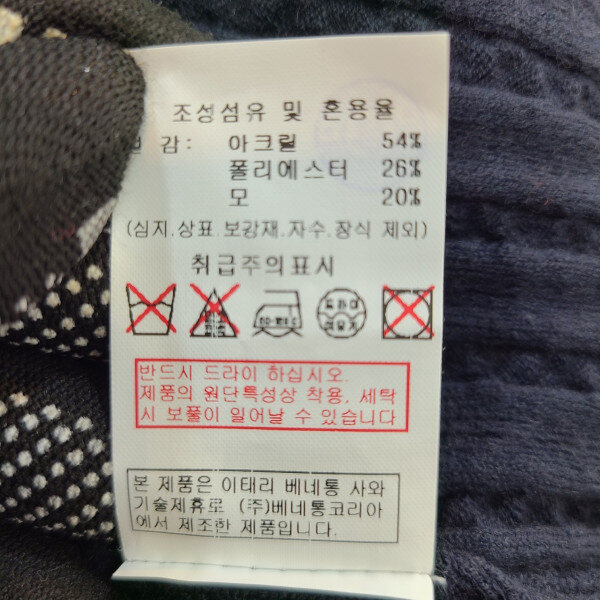 조성섬유 및 혼용율
감: 아크릴 54%
폴리에스터 26%
모 20%
(심지.상표.보강재.자수.장식 제외)
취급주의표시
드라이
반드시 드라이 하십시오.
제품의 원단특성상 착용, 세탁
시 보풀이 일어날 수 있습니다
본 제품은 이태리 베네통 사와
기술제휴로 (주)베네통코리아
에서 제조한 제품입니다.